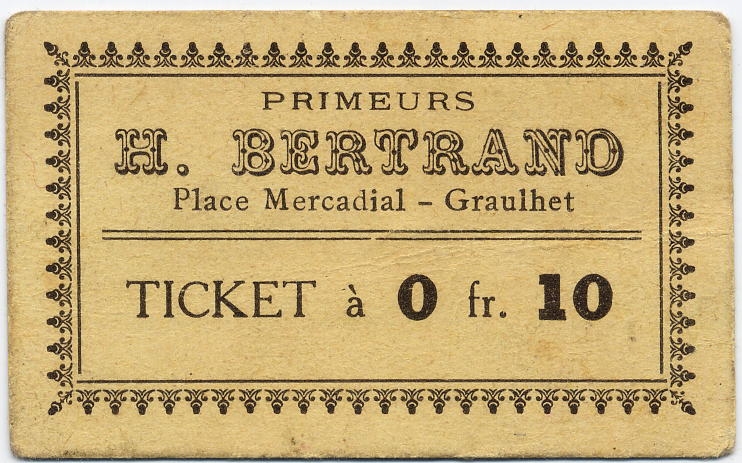 PRIMEURS
H. BERTRAND
Place Mercadial – Graulhet
TICKET à 0 fr. 10